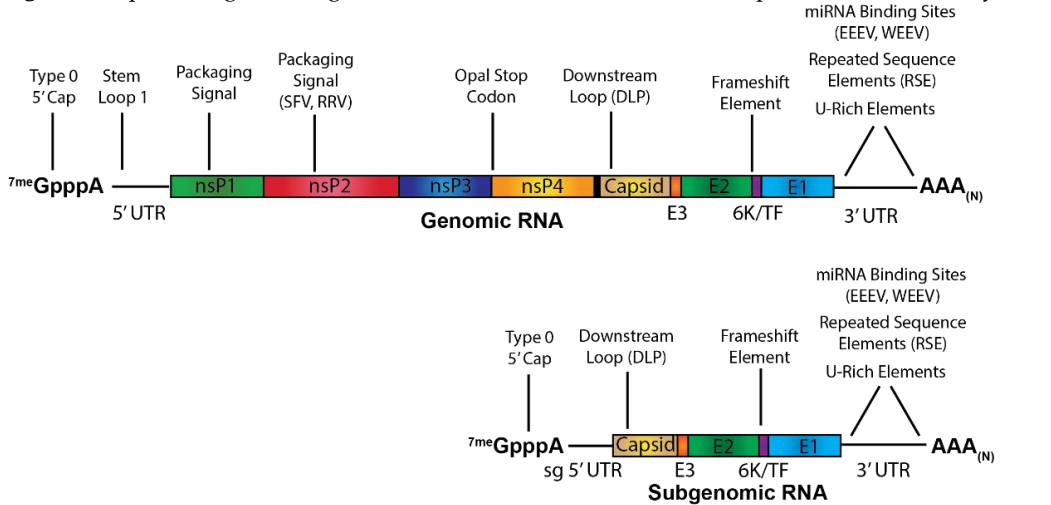 miRNA Binding Sites
(EEEV, WEEV)
Repeated Sequence
Elements (RSE)
U-Rich Elements
Type 0
5' Cap
Stem
Loop 1
Packaging
Signal
Packaging
Signal
(SFV, RRV)
Opal Stop
Codon
Downstream
Loop (DLP)
Frameshift
Element
7meGpppA
nsP1
nsP2
nsP3
nsP4
Capsid
E2
E1
AAA(N)
5' UTR
E3
6K/TF
3' UTR
Genomic RNA
miRNA Binding Sites
(EEEV, WEEV)
Repeated Sequence
Elements (RSE)
U-Rich Elements
Type 0
5' Cap
Downstream
Loop (DLP)
Frameshift
Element
7meGpppA
Capsid
E2
E1
AAA(N)
sg 5' UTR
E3
6K/TF
3' UTR
Subgenomic RNA